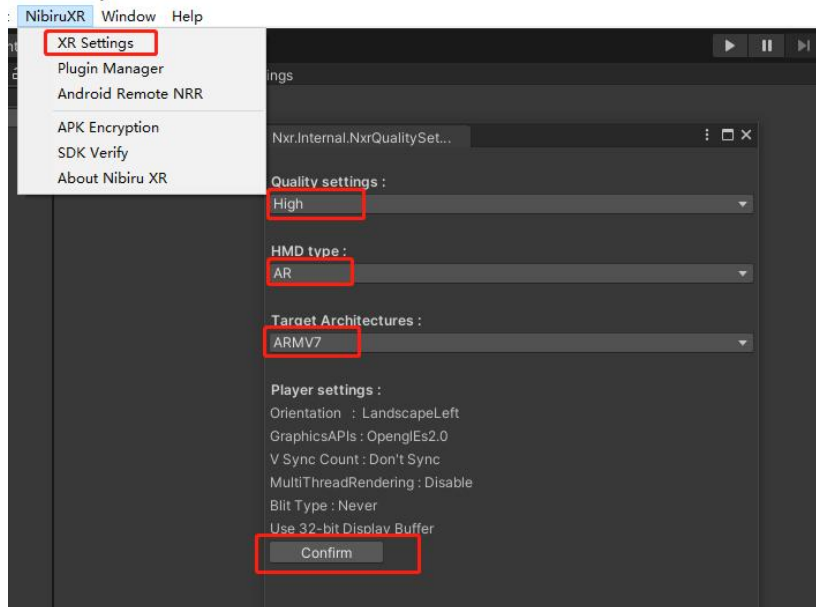 NibiruXR Window Help
XR Settings
Plugin Manager
Android Remote NRR
APK Encryption
SDK Verify
About Nibiru XR
ings
Nxr.Internal.NxrQualitySet...
Quality settings :
High
HMD type :
AR
Target Architectures :
ARMV7
Player settings :
Orientation : LandscapeLeft
GraphicsAPIs : OpenglEs2.0
V Sync Count : Don't Sync
MultiThreadRendering : Disable
Blit Type : Never
Use 32-bit Display Buffer
Confirm